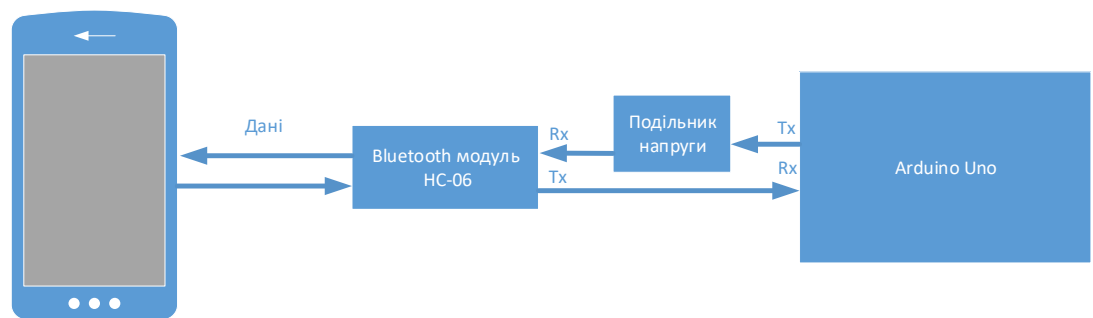 Дані
Bluetooth модуль
HC-06
Rx
Tx
Подільник
напруги
Tx
Rx
Arduino Uno